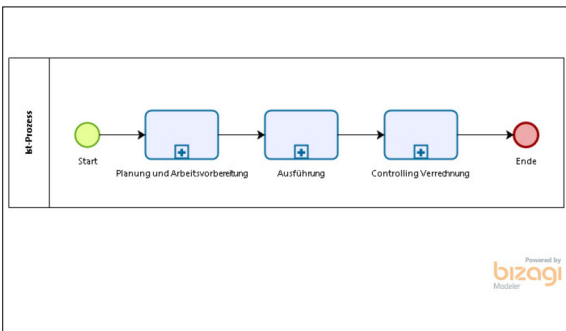 Ist-Prozess
Start
Planung und Arbeitsvorbereitung
Ausführung
Controlling Verrechnung
Ende
Powered by
bizagi
Modeler